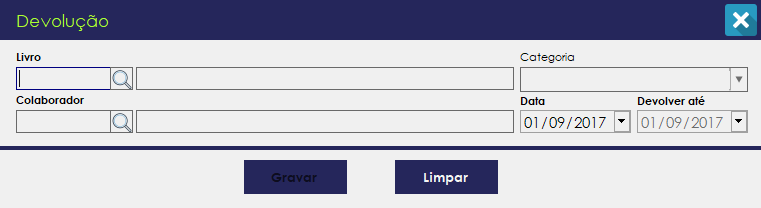 Devolução
Livro
Categoria
Colaborador
Data
Devolver até
01/09/2017
01/09/2017
Gravar
Limpar